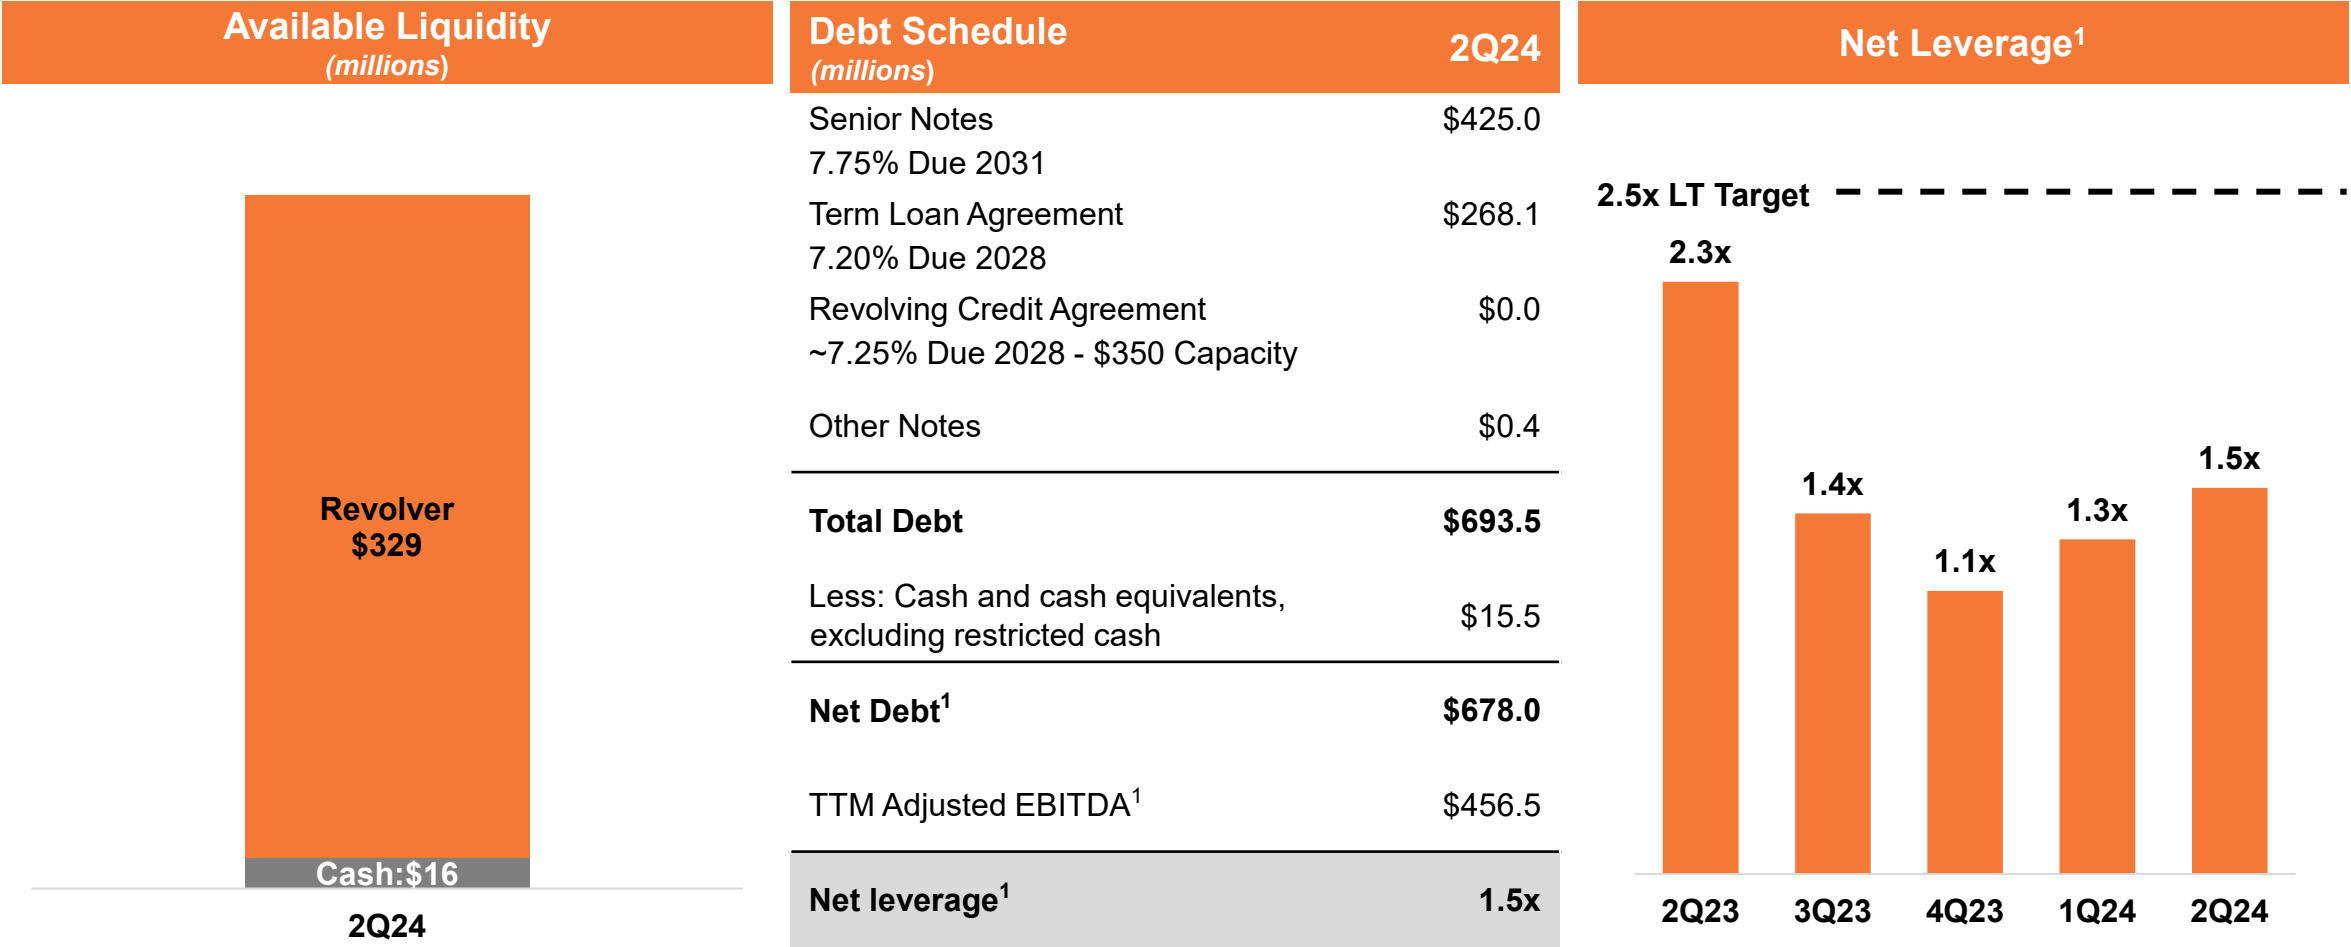 Available Liquidity
(millions)
Revolver
$329
Cash:$16
2Q24
Debt Schedule
(millions)
2Q24
Senior Notes $425.0
7.75% Due 2031
Term Loan Agreement $268.1
7.20% Due 2028
Revolving Credit Agreement $0.0
~7.25% Due 2028 - $350 Capacity
Other Notes $0.4
Total Debt $693.5
Less: Cash and cash equivalents,
excluding restricted cash
$15.5
Net Debt¹ $678.0
TTM Adjusted EBITDA¹ $456.5
Net leverage¹ 1.5x
Net Leverage¹
2.5x LT Target
2.3x
1.4x
1.1x
1.3x
1.5x
2Q23 3Q23 4Q23 1Q24 2Q24